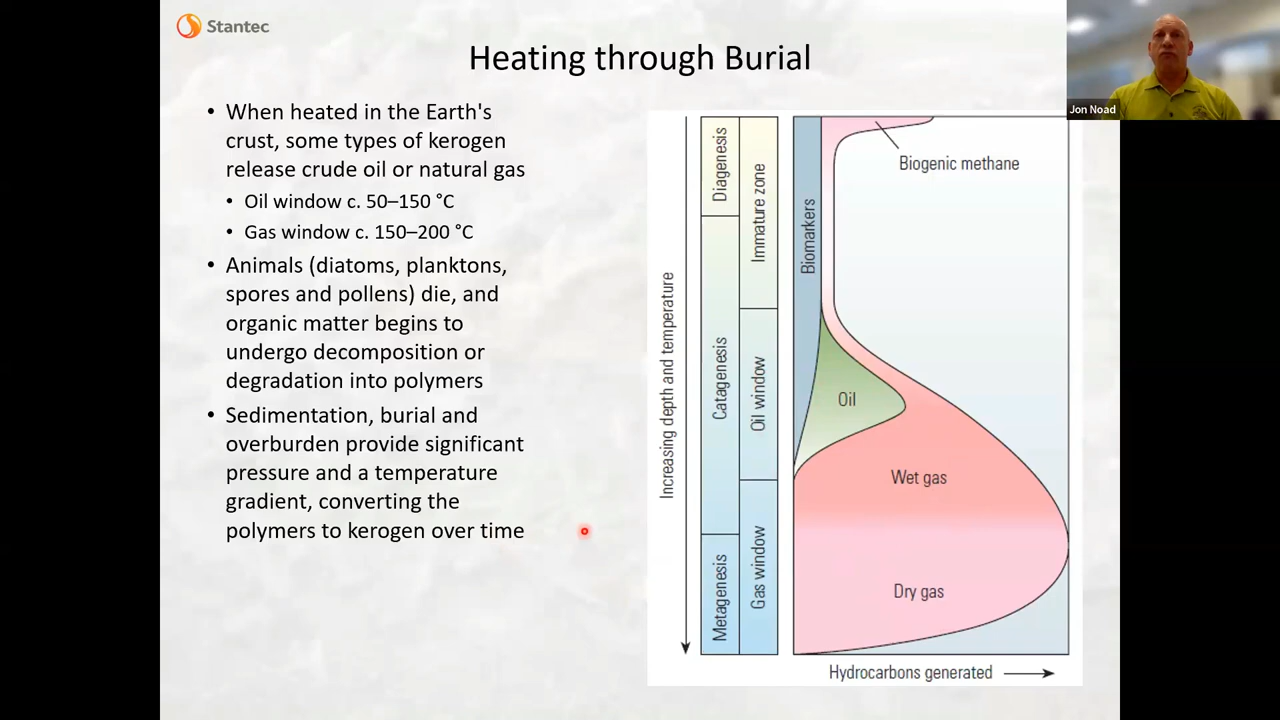 Stantec
Jon Noad
Heating through Burial
• When heated in the Earth's
crust, some types of kerogen
release crude oil or natural gas
• Oil window c. 50–150 °C
• Gas window c. 150–200 °C
• Animals (diatoms, planktons,
spores and pollens) die, and
organic matter begins to
undergo decomposition or
degradation into polymers
• Sedimentation, burial and
overburden provide significant
pressure and a temperature
gradient, converting the
polymers to kerogen over time
Increasing depth and temperature
Diagenesis
Catagenesis
Metagenesis
Immature zone
Oil window
Gas window
Biomarkers
Biogenic methane
Oil
Wet gas
Dry gas
Hydrocarbons generated